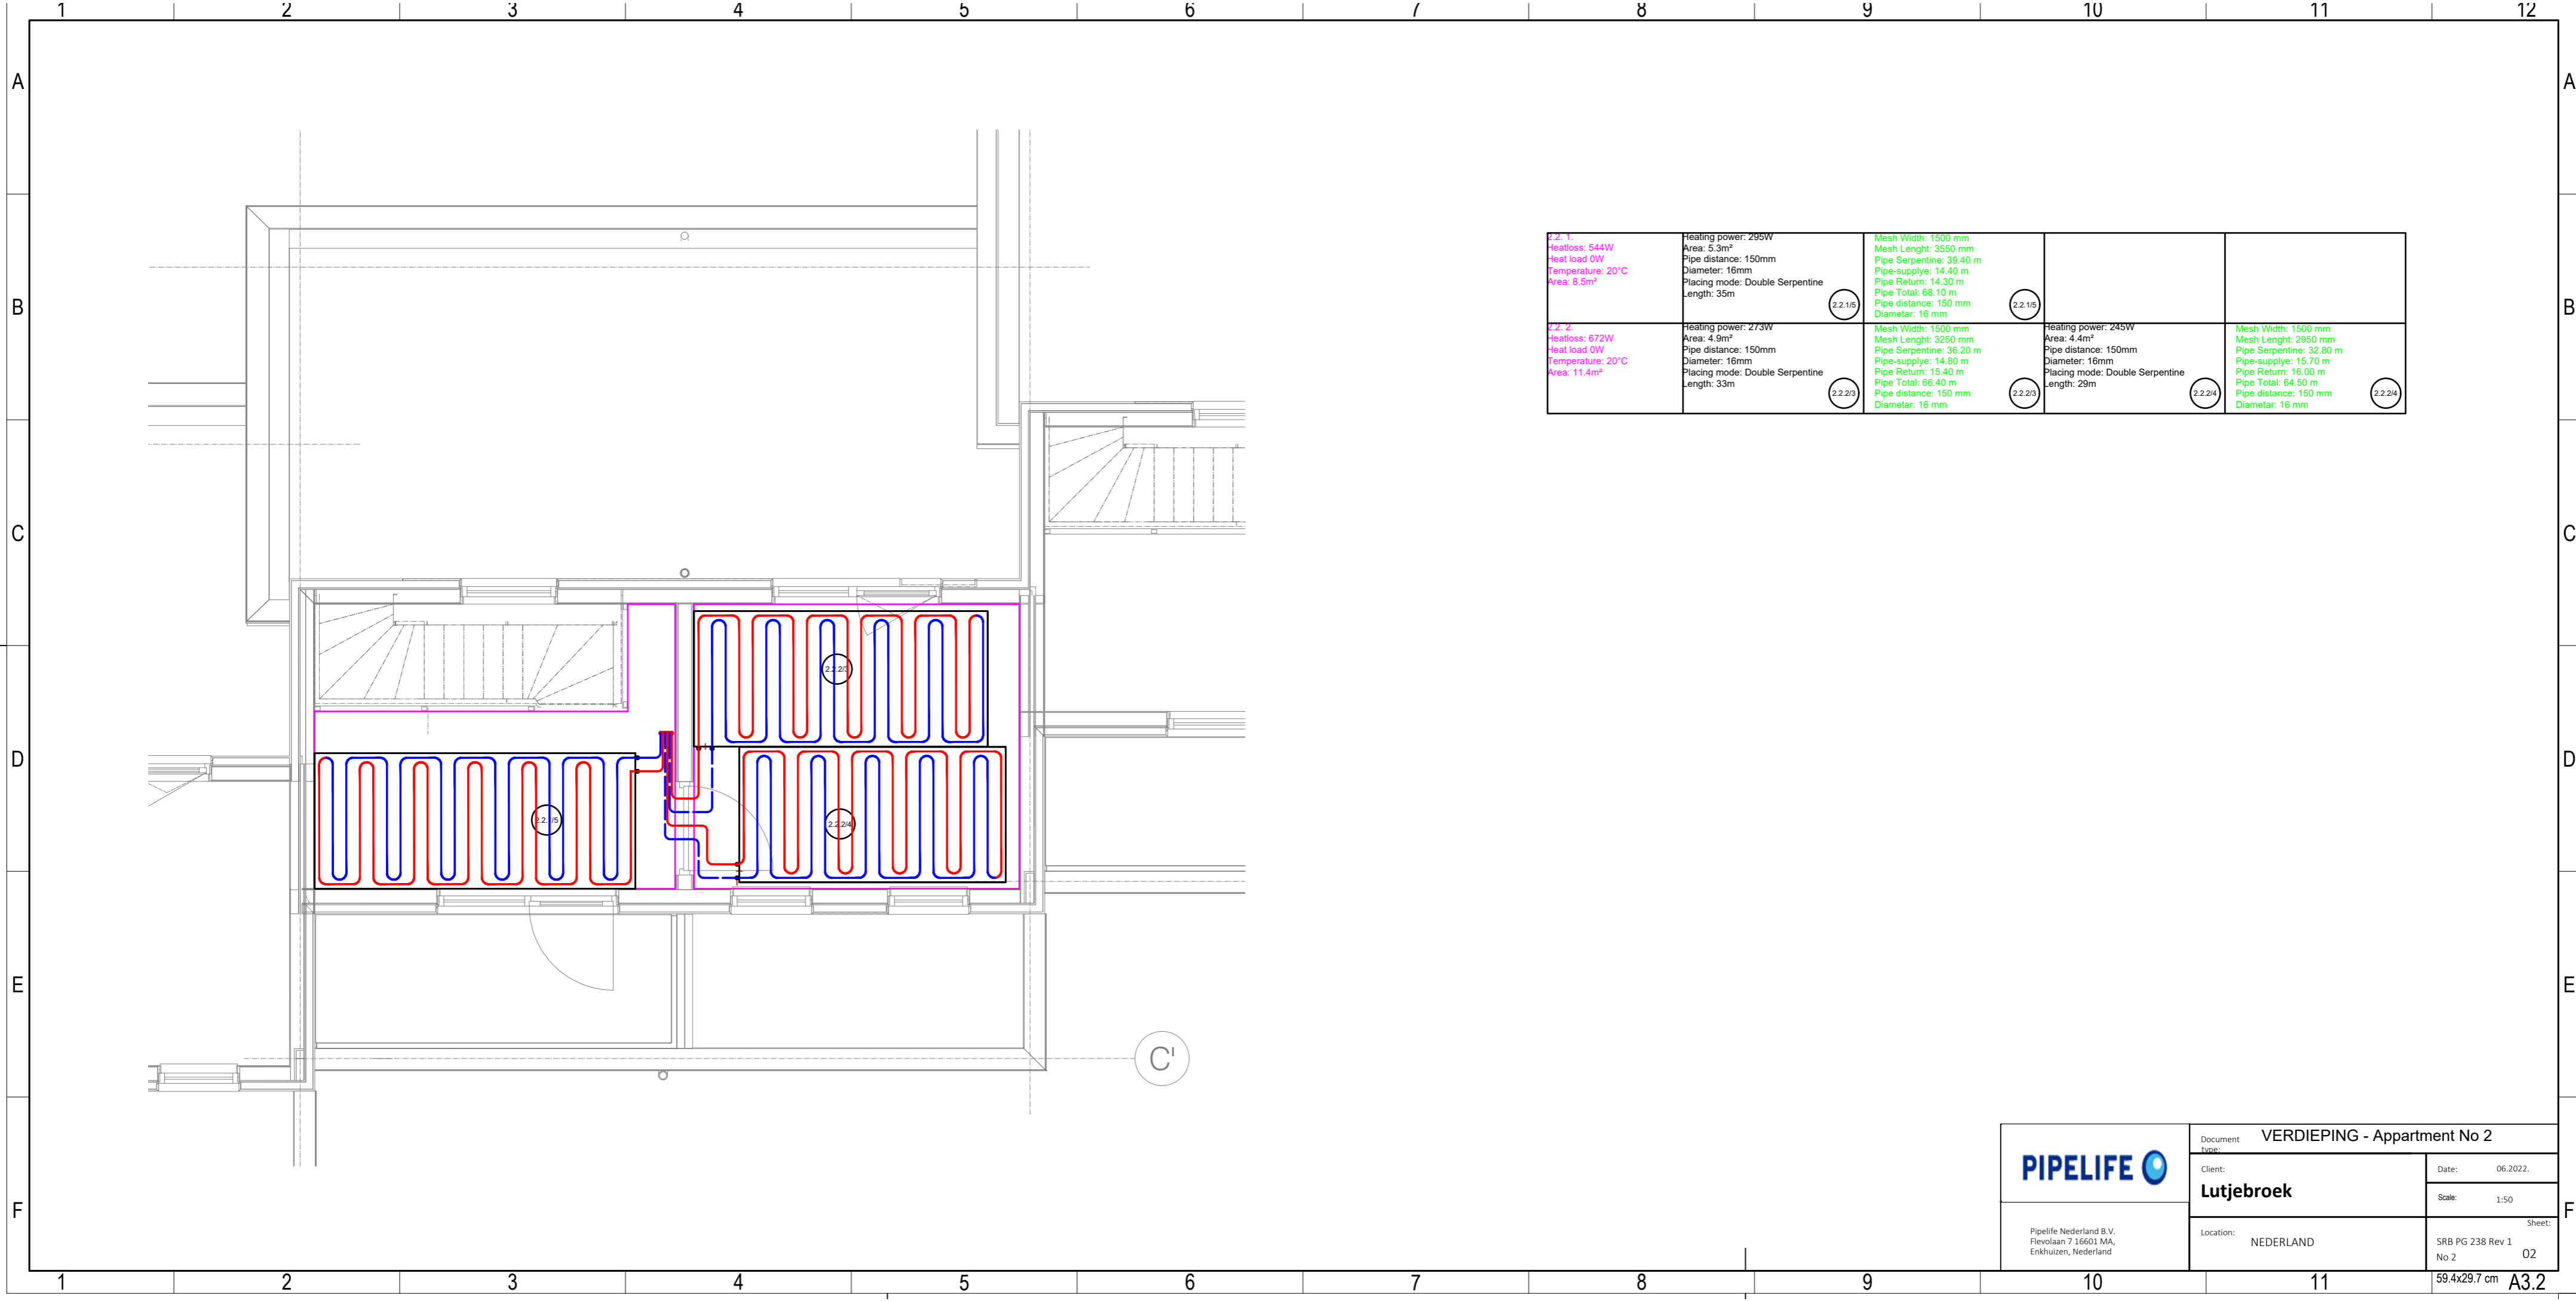 1 2 3 4 5 6 7 8 9 10 11 12
A A
B B
C C
D D
E E
F F
2.2. 1.
Heatloss: 544W
Heat load 0W
Temperature: 20°C
Area: 8.5m²
Heating power: 295W
Area: 5.3m²
Pipe distance: 150mm
Diameter: 16mm
Placing mode: Double Serpentine
Length: 35m
2.2.1/5
Mesh Width: 1500 mm
Mesh Lenght: 3650 mm
Pipe Serpentine: 39.40 m
Pipe-supplye: 14.40 m
Pipe Return: 14.30 m
Pipe Total: 68.10 m
Pipe distance: 150 mm
Diametar: 16 mm
2.2.1/5
2.2. 2.
Heatloss: 672W
Heat load 0W
Temperature: 20°C
Area: 11.4m²
Heating power: 273W
Area: 4.9m²
Pipe distance: 150mm
Diameter: 16mm
Placing mode: Double Serpentine
Length: 33m
2.2.2/3
Mesh Width: 1500 mm
Mesh Lenght: 3250 mm
Pipe Serpentine: 36.20 m
Pipe-supplye: 14.80 m
Pipe Return: 15.40 m
Pipe Total: 66.40 m
Pipe distance: 150 mm
Diametar: 16 mm
2.2.2/3
Heating power: 245W
Area: 4.4m²
Pipe distance: 150mm
Diameter: 16mm
Placing mode: Double Serpentine
Length: 29m
2.2.2/4
Mesh Width: 1500 mm
Mesh Lenght: 2950 mm
Pipe Serpentine: 32.80 m
Pipe-supplye: 15.70 m
Pipe Return: 16.00 m
Pipe Total: 64.50 m
Pipe distance: 150 mm
Diametar: 16 mm
2.2.2/4
2.2.2/3
2.2.1/5
2.2.2/4
C'
PIPELIFE
Pipelife Nederland B.V.
Flevolaan 7 16601 MA,
Enkhuizen, Nederland
Document type: VERDIEPING - Appartment No 2
Client:
Lutjebroek
Date: 06.2022.
Scale: 1:50
Location: NEDERLAND
Sheet:
SRB PG 238 Rev 1
No 2 02
59.4x29.7 cm A3.2
1 2 3 4 5 6 7 8 9 10 11